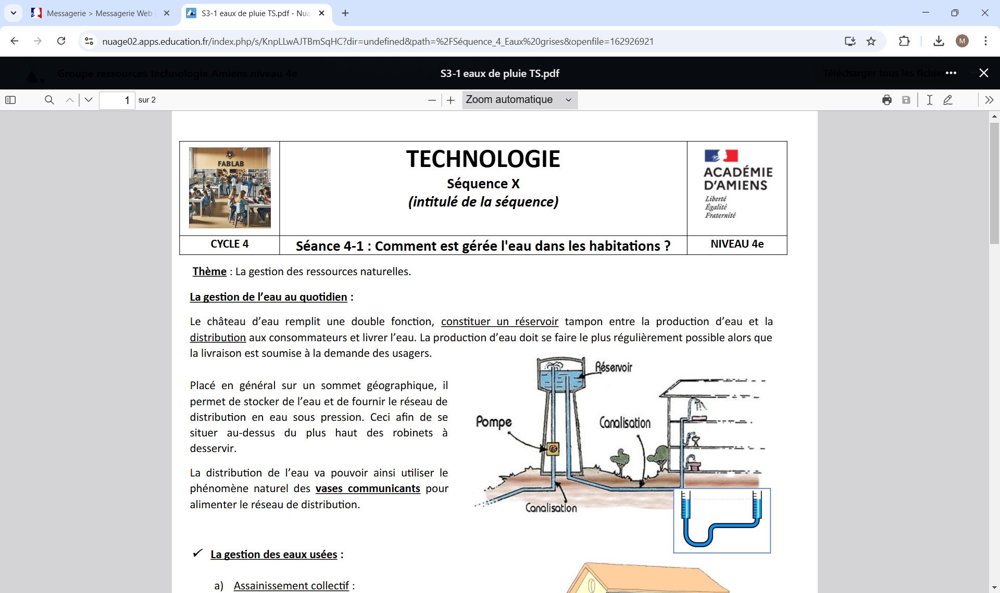 Messagerie > Messagerie Web
S3-1 eaux de pluie TS.pdf - Nua
nuage02.apps.education.fr/index.php/s/KnpLLwAJTBmSqHC?dir=undefined&path=%2FSéquence_4_Eaux%20grises&openfile=162926921
M
Groupe ressources technologie Amiens niveau 4e
S3-1 eaux de pluie TS.pdf
Télécharger tous les fichier
1 sur 2
Zoom automatique
FABLAB
TECHNOLOGIE
Séquence X
(intitulé de la séquence)
ACADÉMIE
D'AMIENS
Liberté
Égalité
Fraternité
CYCLE 4
Séance 4-1 : Comment est gérée l'eau dans les habitations ?
NIVEAU 4e
Thème : La gestion des ressources naturelles.
La gestion de l’eau au quotidien :
Le château d’eau remplit une double fonction, constituer un réservoir tampon entre la production d’eau et la
distribution aux consommateurs et livrer l’eau. La production d’eau doit se faire le plus régulièrement possible alors que
la livraison est soumise à la demande des usagers.
Placé en général sur un sommet géographique, il
permet de stocker de l’eau et de fournir le réseau de
distribution en eau sous pression. Ceci afin de se
situer au-dessus du plus haut des robinets à
desservir.
La distribution de l’eau va pouvoir ainsi utiliser le
phénomène naturel des vases communicants pour
alimenter le réseau de distribution.
Réservoir
Pompe
Canalisation
Canalisation
✓ La gestion des eaux usées :
a) Assainissement collectif :